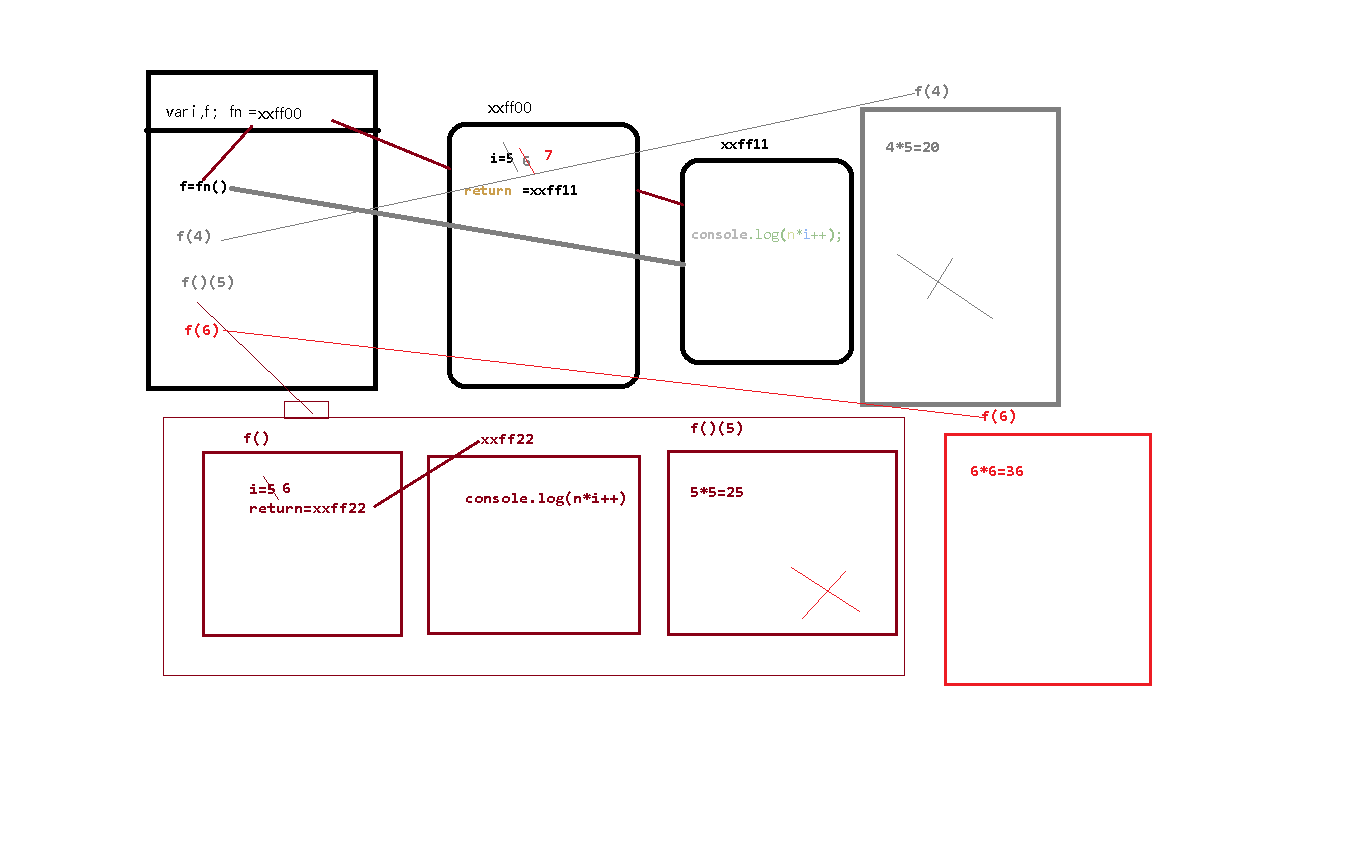 var i,f; fn =xxff00
f=fn()
f(4)
f()(5)
f(6)
xxff00
i=5 6 7
return =xxff11
xxff11
console.log(n*i++);
f(4)
4*5=20
f()
i=5 6
return=xxff22
xxff22
console.log(n*i++)
f()(5)
5*5=25
f(6)
6*6=36